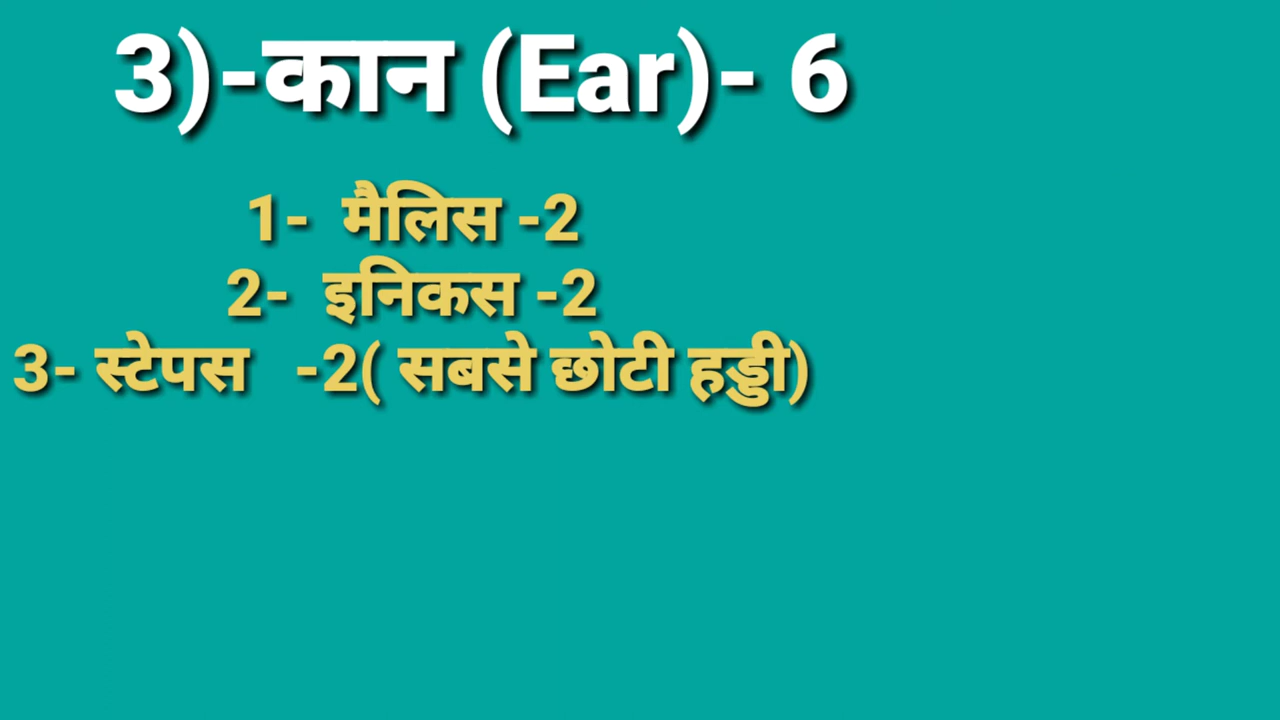 3)-कान (Ear)- 6
1- मैलिस -2
2- इनिकस -2
3- स्टेपस -2( सबसे छोटी हड्डी)